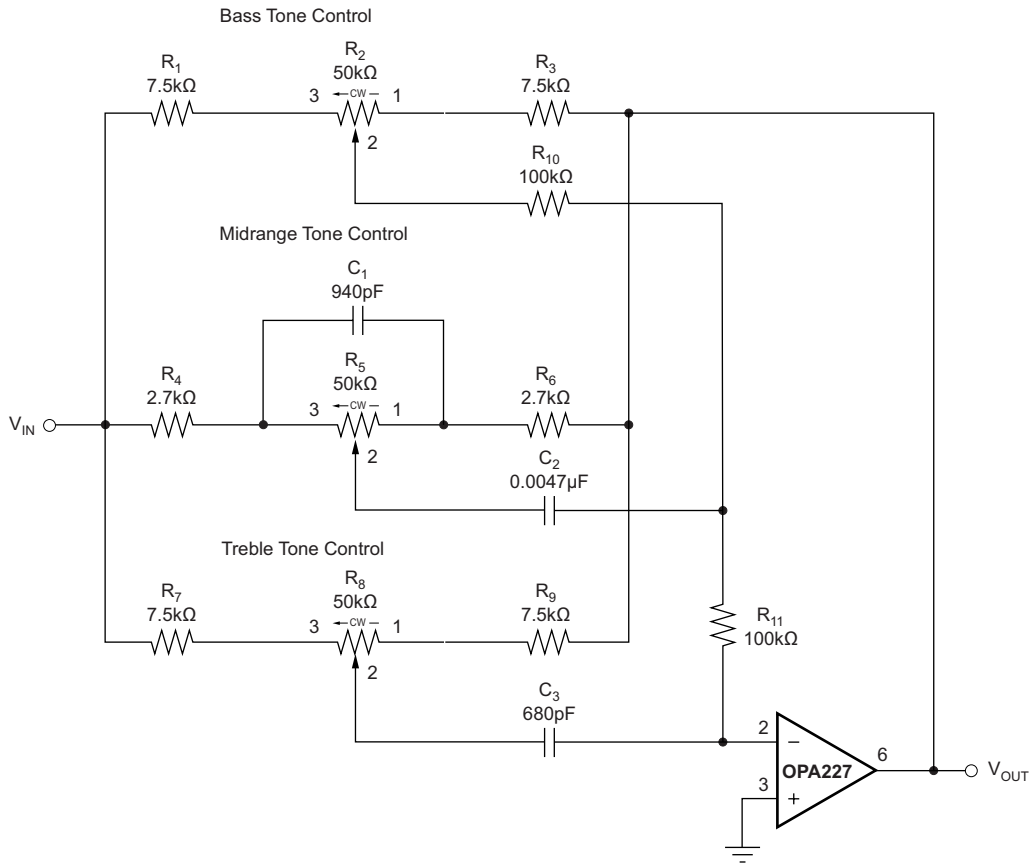 Bass Tone Control
R1
7.5kΩ
R2
50kΩ
R3
7.5kΩ
3
CW
1
2
R10
100kΩ
Midrange Tone Control
C1
940pF
R4
2.7kΩ
R5
50kΩ
R6
2.7kΩ
3
CW
1
2
VIN
C2
0.0047µF
Treble Tone Control
R7
7.5kΩ
R8
50kΩ
R9
7.5kΩ
3
CW
1
2
R11
100kΩ
C3
680pF
2
–
6
OPA227
VOUT
3
+